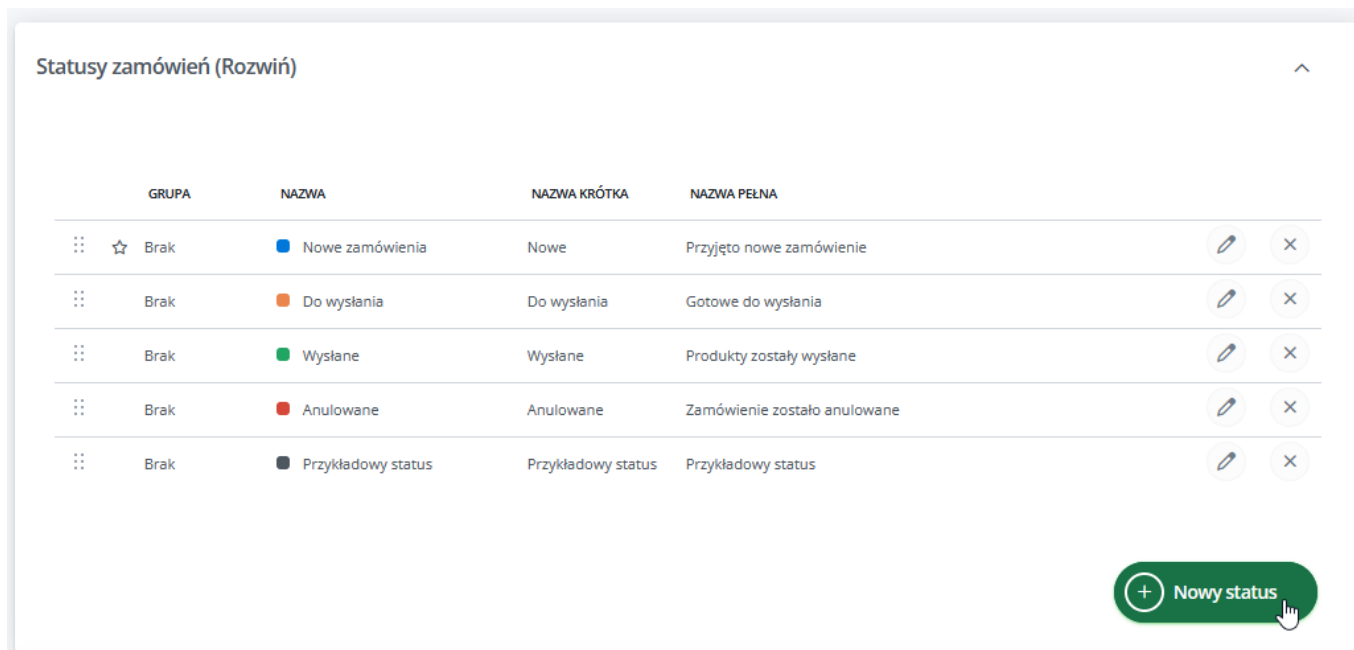 Statusy zamówień (Rozwiń)
GRUPA NAZWA NAZWA KRÓTKA NAZWA PEŁNA
Brak Nowe zamówienia Nowe Przyjęto nowe zamówienie
Brak Do wysłania Do wysłania Gotowe do wysłania
Brak Wysłane Wysłane Produkty zostały wysłane
Brak Anulowane Anulowane Zamówienie zostało anulowane
Brak Przykładowy status Przykładowy status Przykładowy status
Nowy status